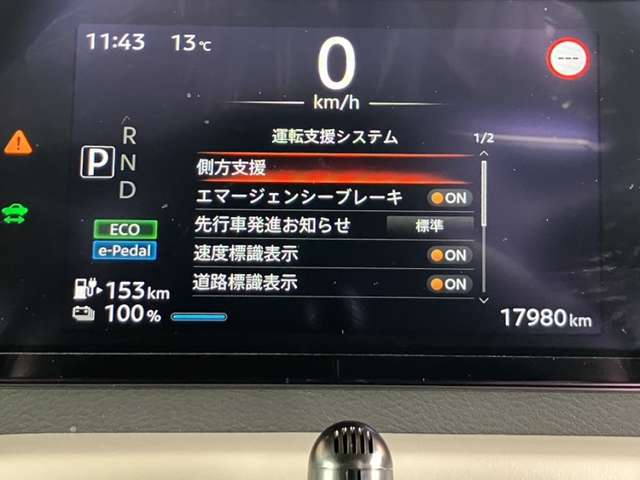 11:43 13℃
0
km/h
---
運転支援システム 1/2
R
N
P
D
側方支援
エマージェンシーブレーキ ON
先行車発進お知らせ 標準
速度標識表示 ON
道路標識表示 ON
ECO
e-Pedal
153km
100%
17980km